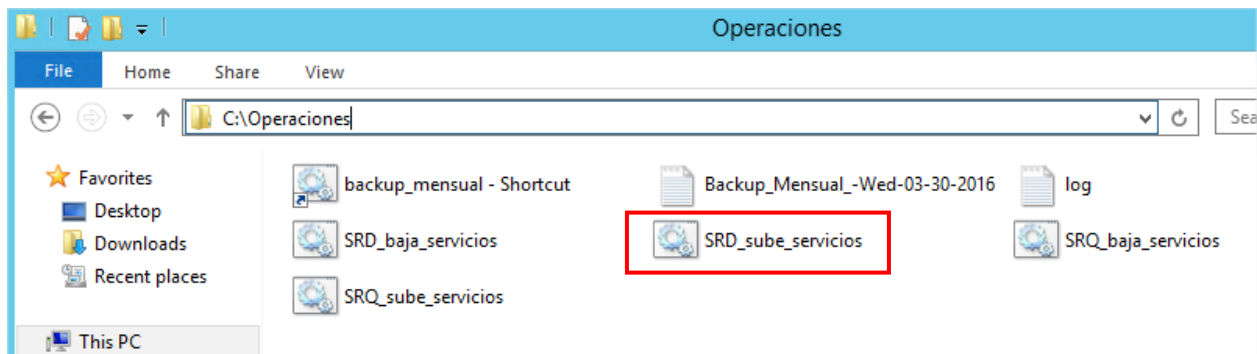 Operaciones
File Home Share View
C:\Operaciones Sea
Favorites
Desktop
Downloads
Recent places
This PC
backup_mensual - Shortcut Backup_Mensual_-Wed-03-30-2016 log
SRD_baja_servicios SRD_sube_servicios SRQ_baja_servicios
SRQ_sube_servicios